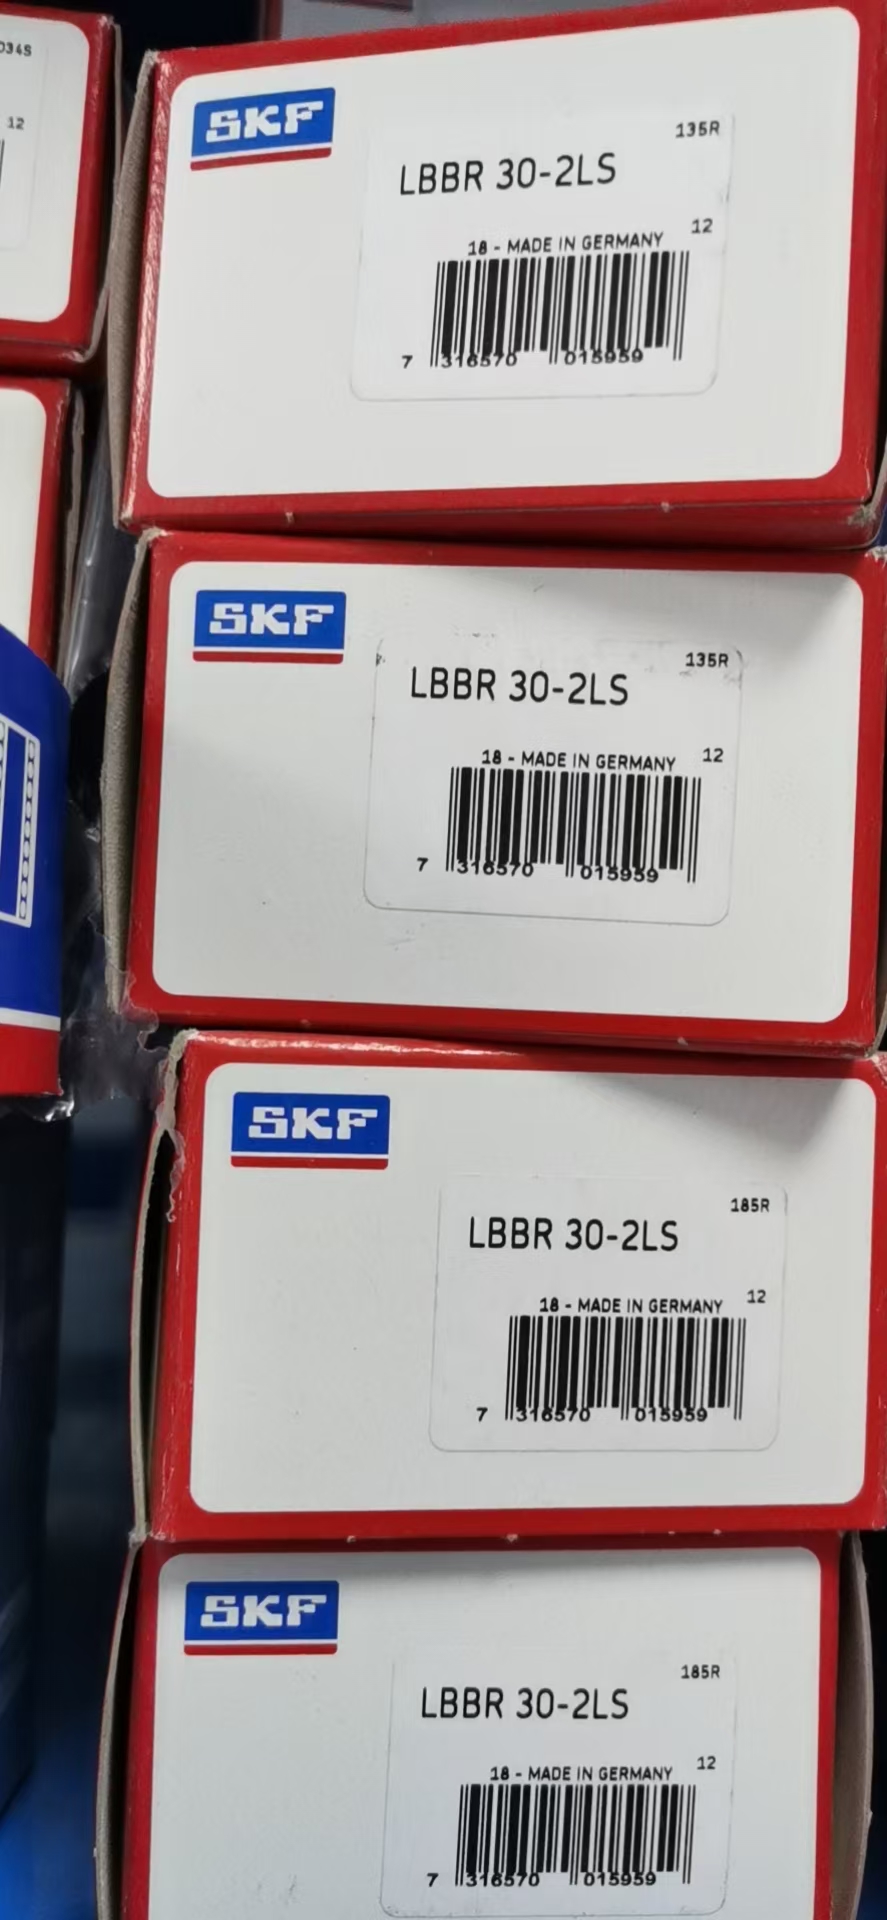 034S
12
SKF
135R
LBBR 30-2LS
12
18 - MADE IN GERMANY
7 316570 015959
SKF
135R
LBBR 30-2LS
18 - MADE IN GERMANY 12
7 316570 015959
SKF
185R
LBBR 30-2LS
18 - MADE IN GERMANY 12
7 316570 015959
SKF
185R
LBBR 30-2LS
18 - MADE IN GERMANY 12
7 316570 015959